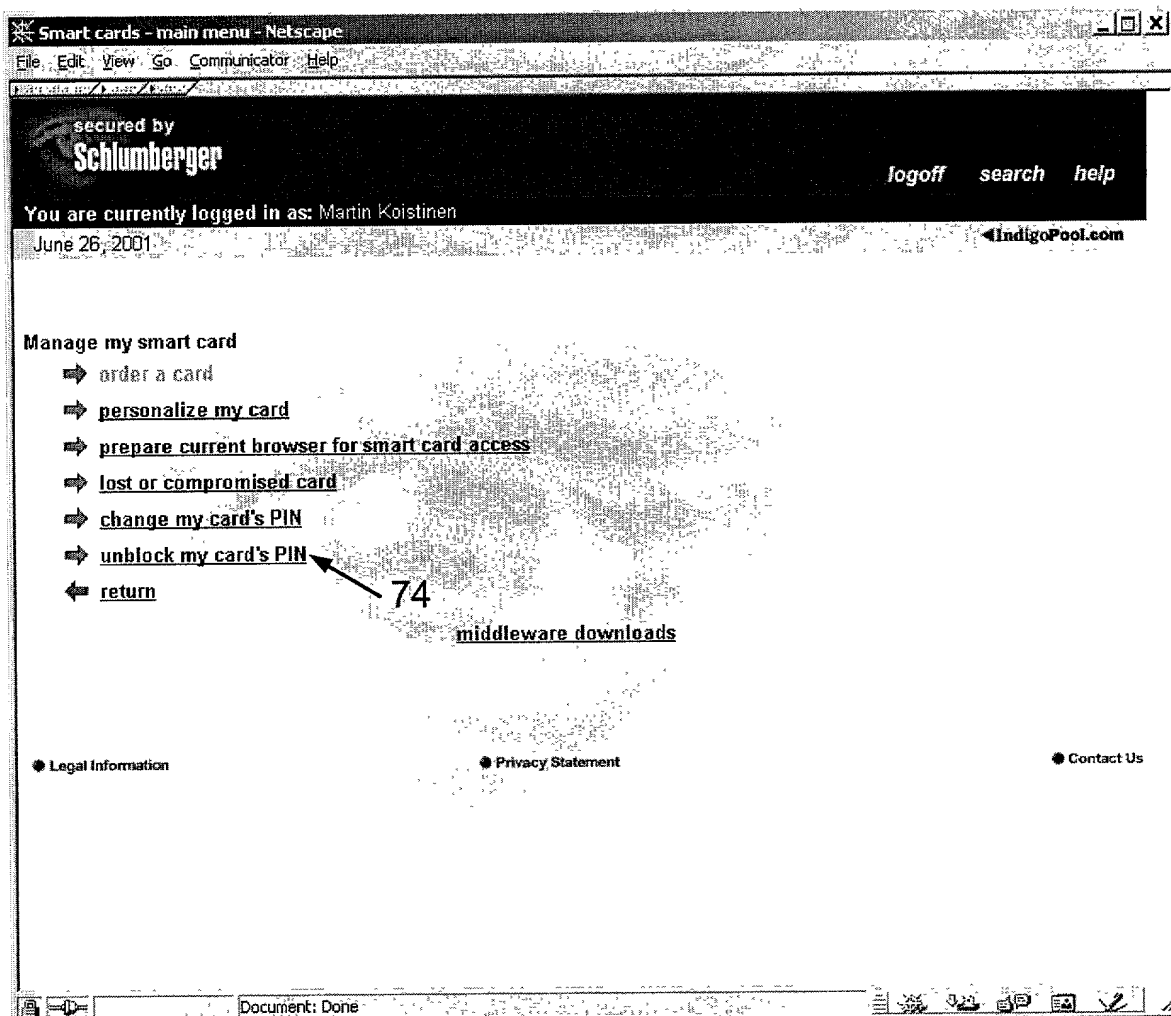 Smart cards - main menu - Netscape
File Edit View Go Communicator Help
secured by
Schlumberger
logoff search help
You are currently logged in as: Martin Koistinen
June 26, 2001
IndigoPool.com
Manage my smart card
order a card
personalize my card
prepare current browser for smart card access
lost or compromised card
change my card's PIN
unblock my card's PIN
74
return
middleware downloads
Legal Information Privacy Statement Contact Us
Document: Done